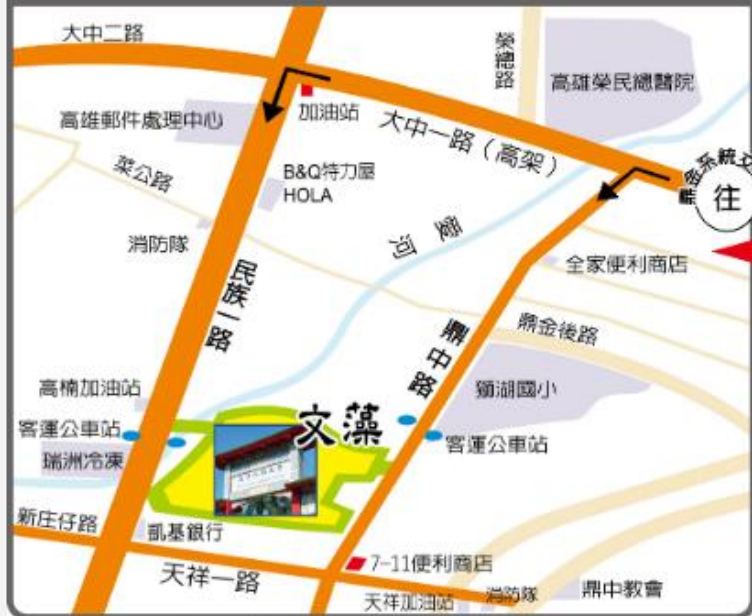 大中二路
榮總路
高雄榮民總醫院
加油站
高雄郵件處理中心
大中一路（高架）
鼎金系統交
往
菜公路
B&Q特力屋
HOLA
愛河
消防隊
全家便利商店
民族一路
鼎中路
鼎金後路
高楠加油站
獅湖國小
文藻
客運公車站
客運公車站
瑞洲冷凍
新庄仔路
凱基銀行
7-11便利商店
天祥一路
天祥加油站
消防隊
鼎中教會